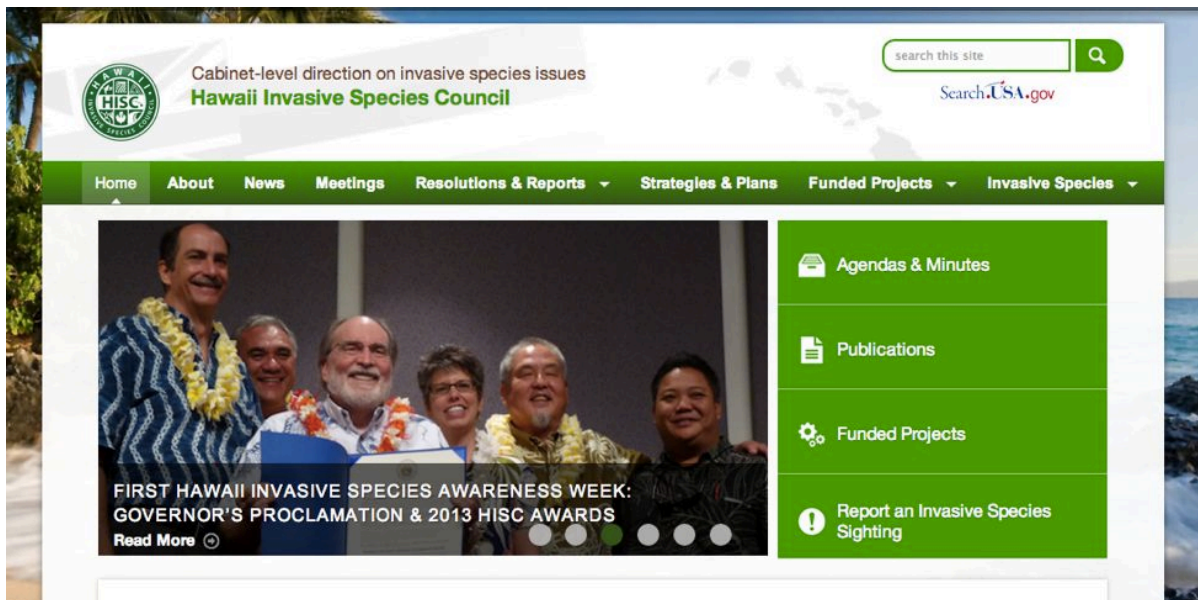 HAWAII
HISC
INVASIVE SPECIES COUNCIL
Cabinet-level direction on invasive species issues
Hawaii Invasive Species Council
search this site
Search.USA.gov
Home
About
News
Meetings
Resolutions & Reports
Strategies & Plans
Funded Projects
Invasive Species
FIRST HAWAII INVASIVE SPECIES AWARENESS WEEK:
GOVERNOR'S PROCLAMATION & 2013 HISC AWARDS
Read More
Agendas & Minutes
Publications
Funded Projects
Report an Invasive Species
Sighting